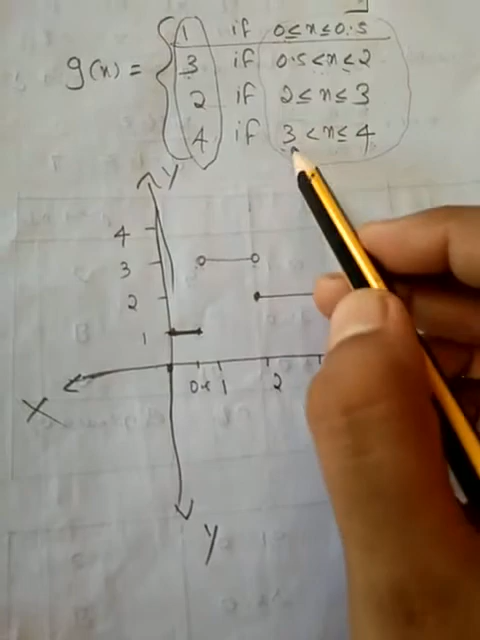 1 if 0≤x≤0.5
g(x) = { 3 if 0.5<x<2
2 if 2≤x≤3
4 if 3<x≤4
Y
4
3
2
1
0.5 1 2
X
Y